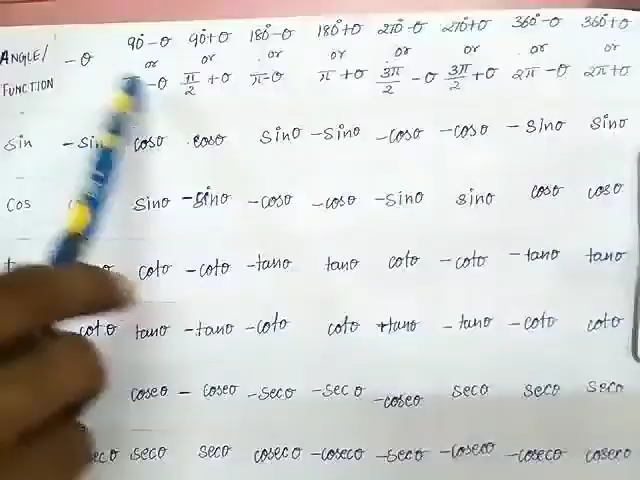 ANGLE/ -θ 90°-θ 90°+θ 180°-θ 180°+θ 270°-θ 270°+θ 360°-θ 360°+θ
or or or or or or or or
FUNCTION -θ π/2 +θ π-θ π+θ 3π/2 -θ 3π/2 +θ 2π-θ 2π+θ
sin -sin cosθ cosθ sinθ -sinθ -cosθ -cosθ -sinθ sinθ
cos sinθ -sinθ -cosθ -cosθ -sinθ sinθ cosθ cosθ
cotθ -cotθ -tanθ tanθ cotθ -cotθ -tanθ tanθ
cotθ tanθ -tanθ -cotθ cotθ +tanθ -tanθ -cotθ cotθ
cosecθ -cosecθ -secθ -secθ -cosecθ secθ secθ secθ
secθ secθ cosecθ -cosecθ -secθ -cosecθ -cosecθ cosecθ